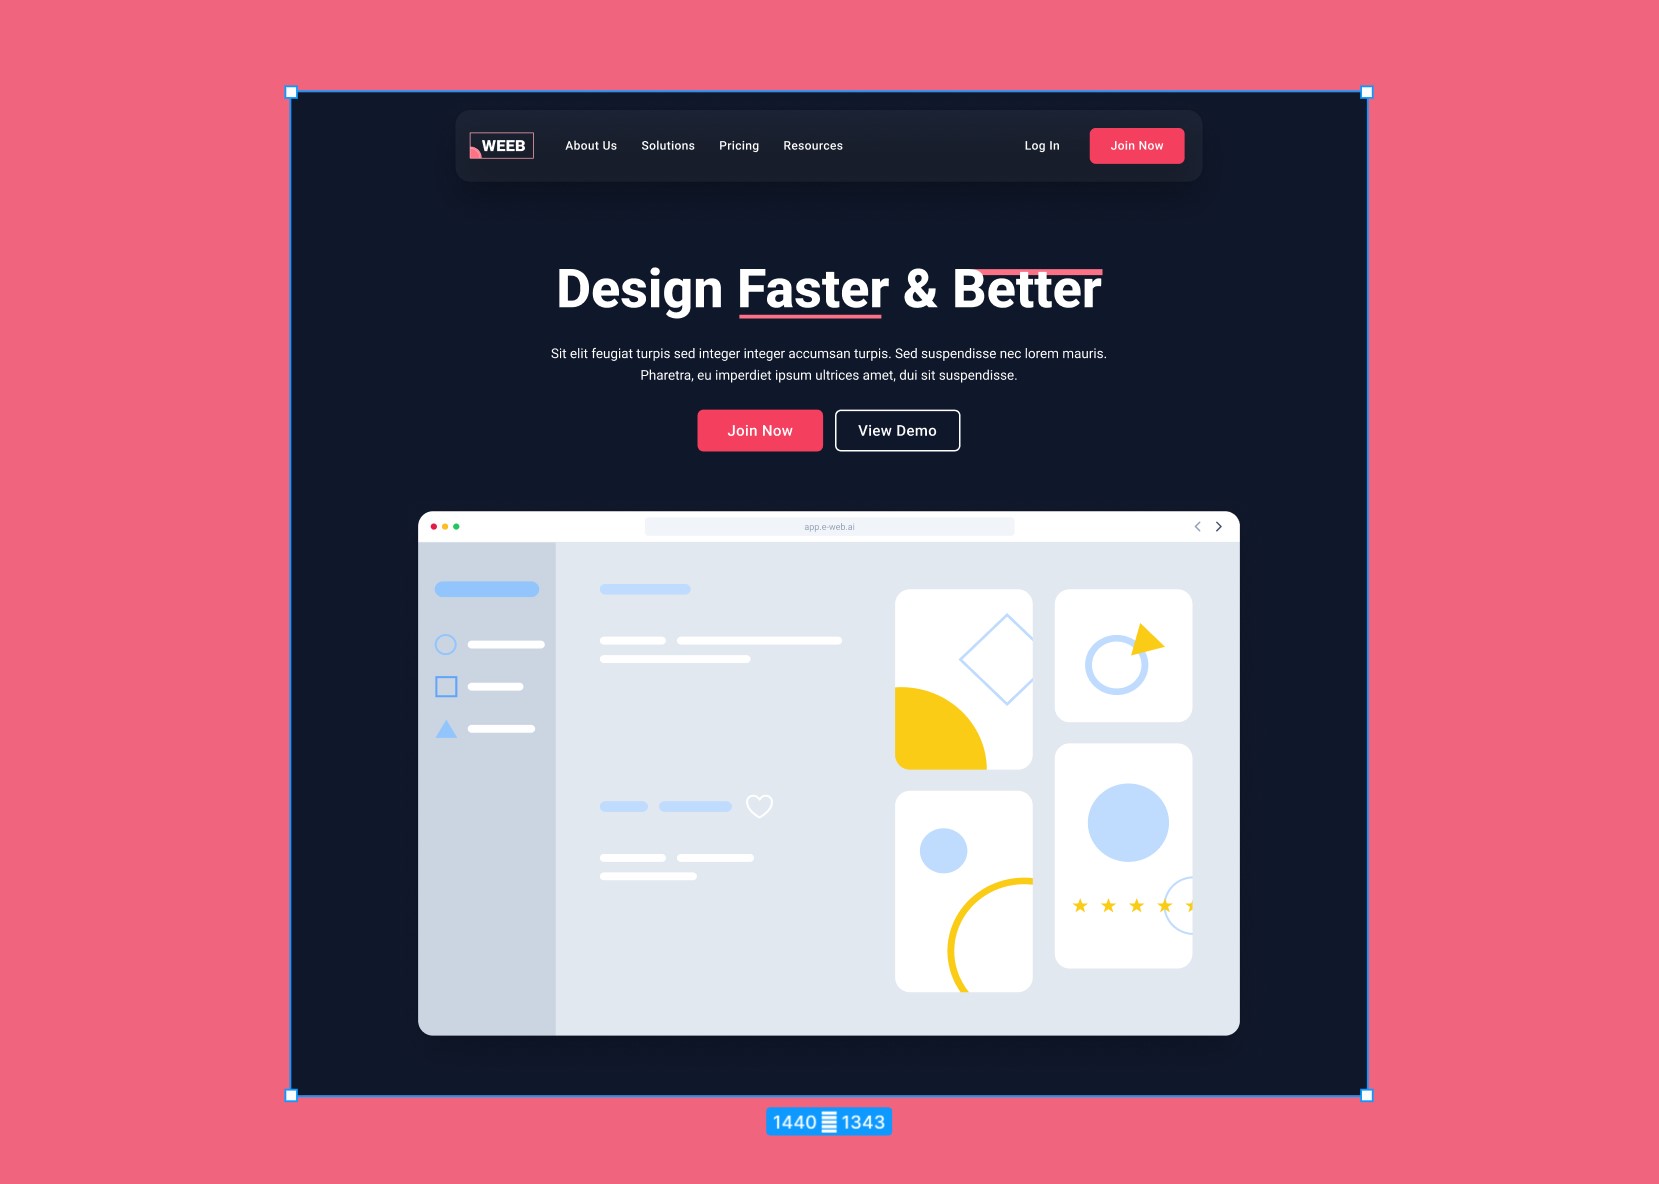 WEEB
About Us Solutions Pricing Resources Log In Join Now
Design Faster & Better
Sit elit feugiat turpis sed integer integer accumsan turpis. Sed suspendisse nec lorem mauris.
Pharetra, eu imperdiet ipsum ultrices amet, dui sit suspendisse.
Join Now View Demo
app.e-web.ai
1440 1343